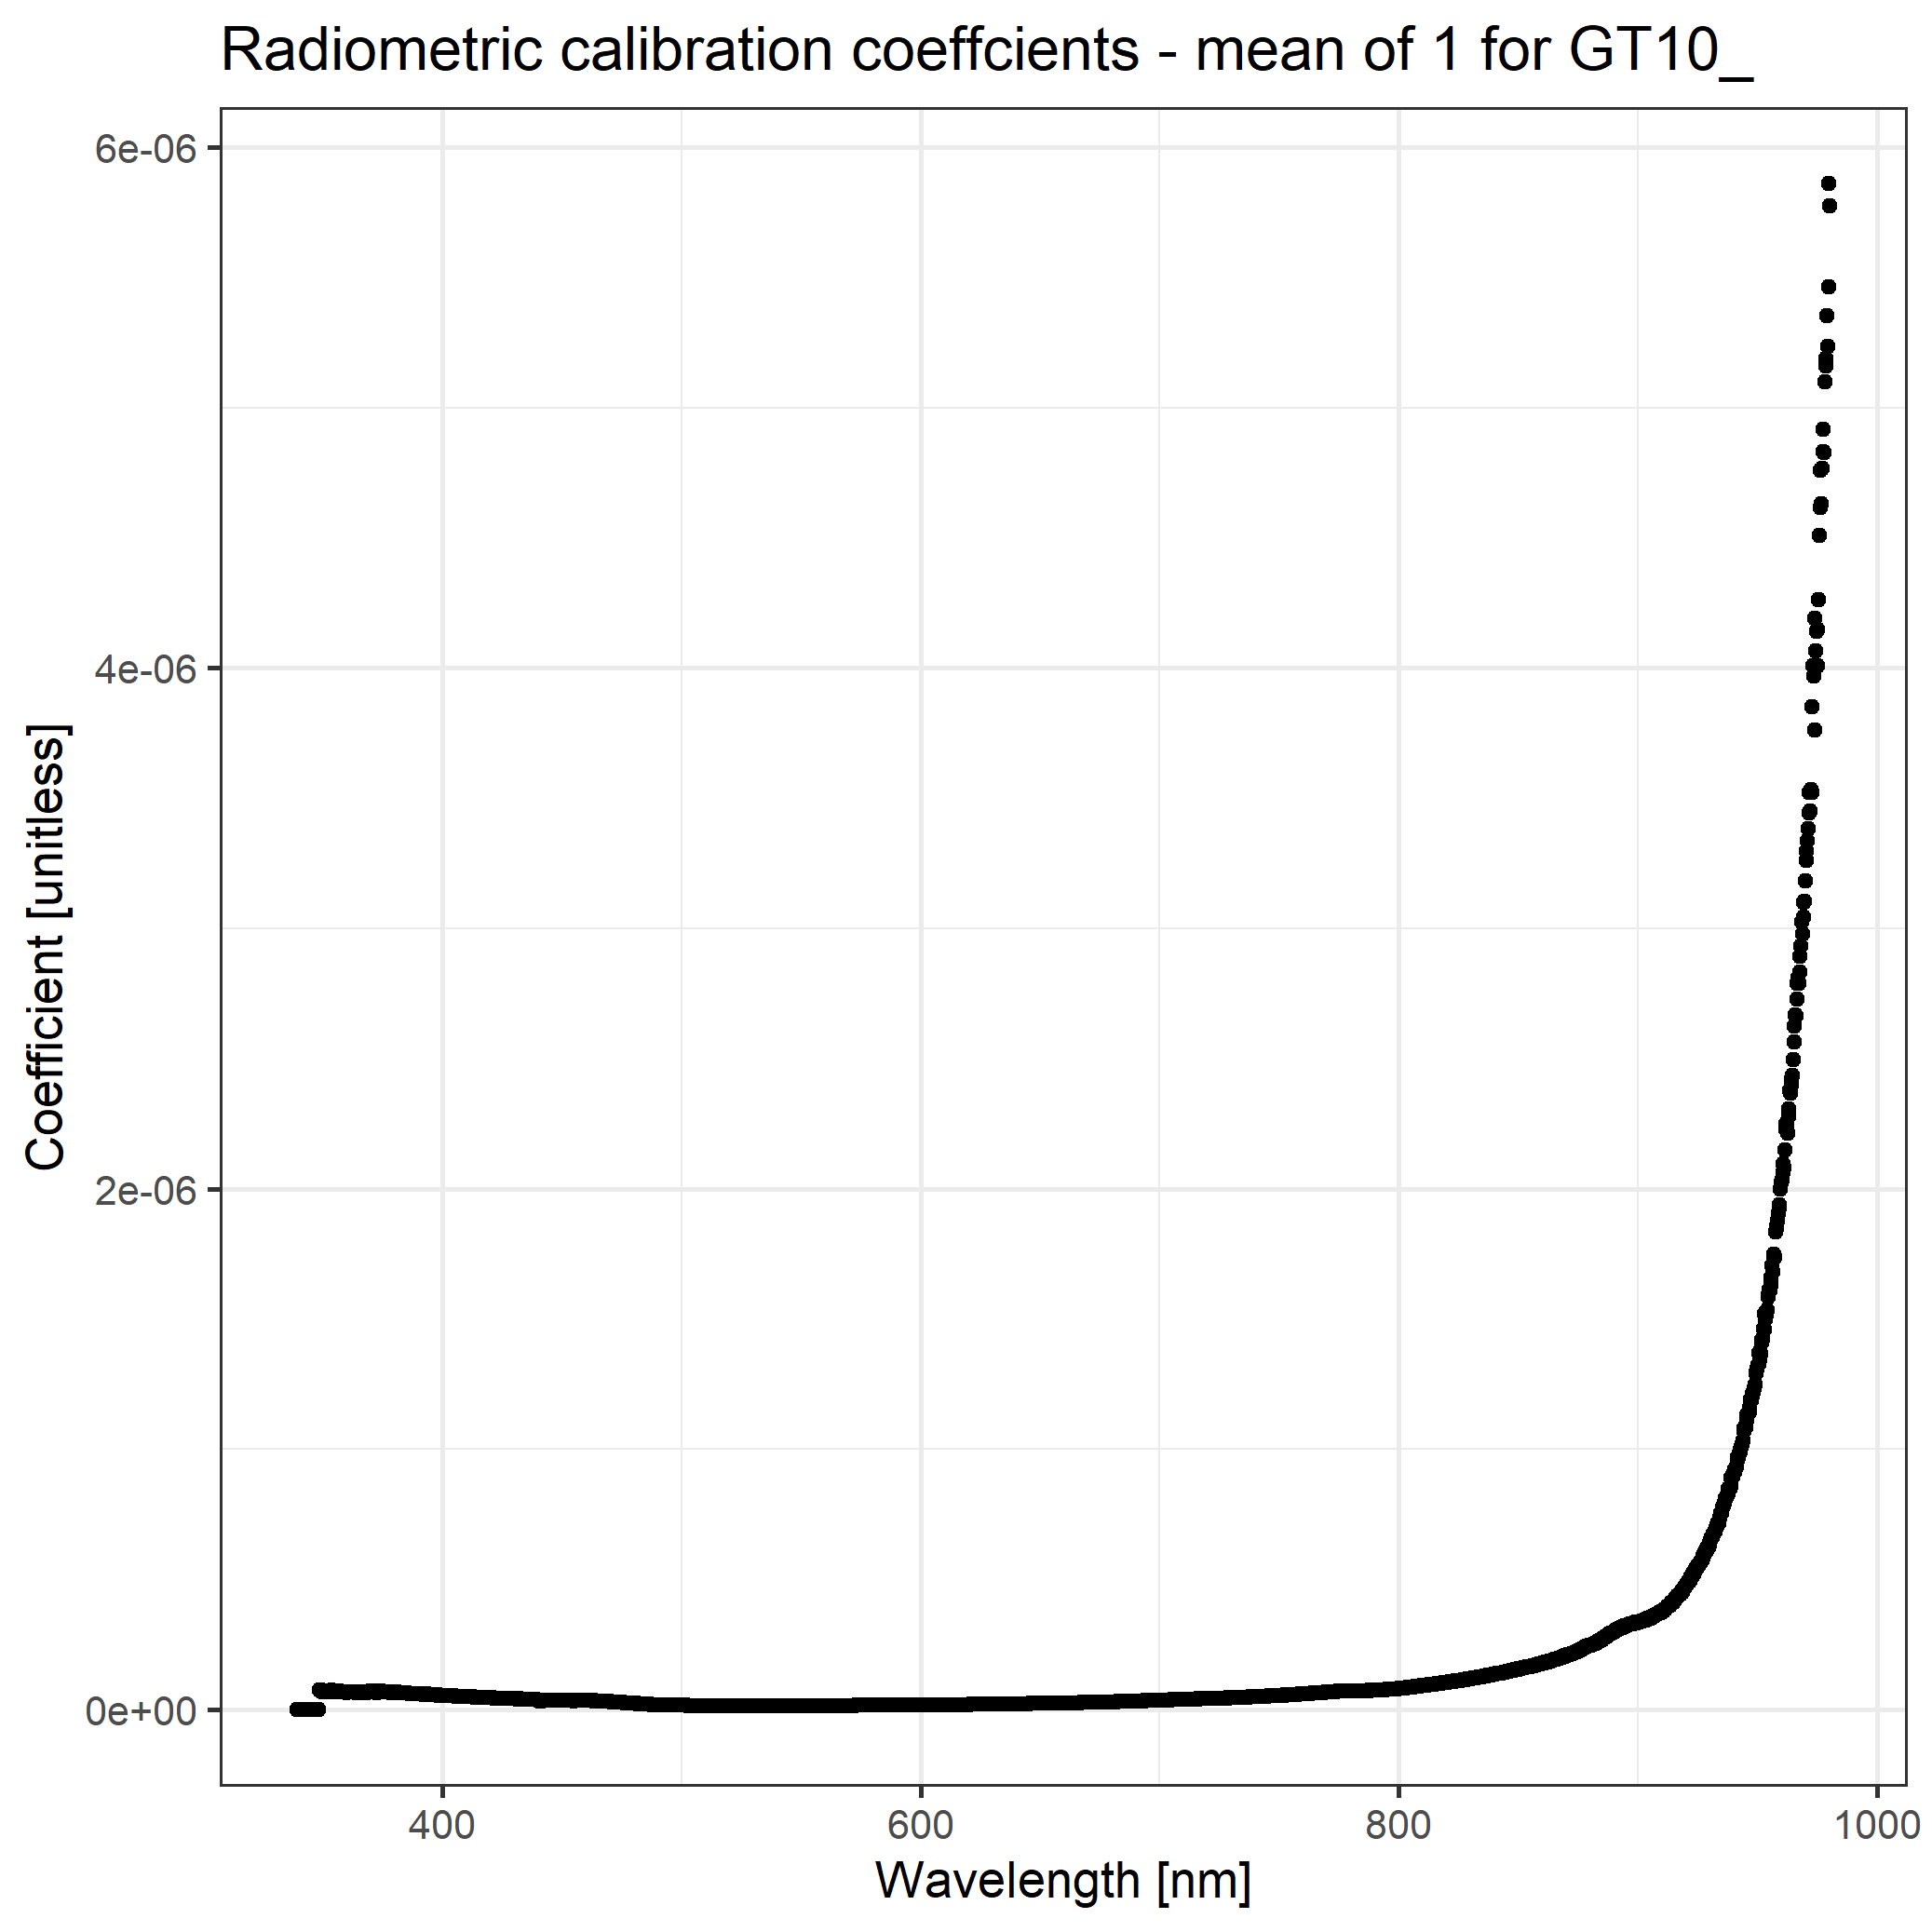 Radiometric calibration coeffcients - mean of 1 for GT10_
6e-06
4e-06
2e-06
0e+00
Coefficient [unitless]
400 600 800 1000
Wavelength [nm]